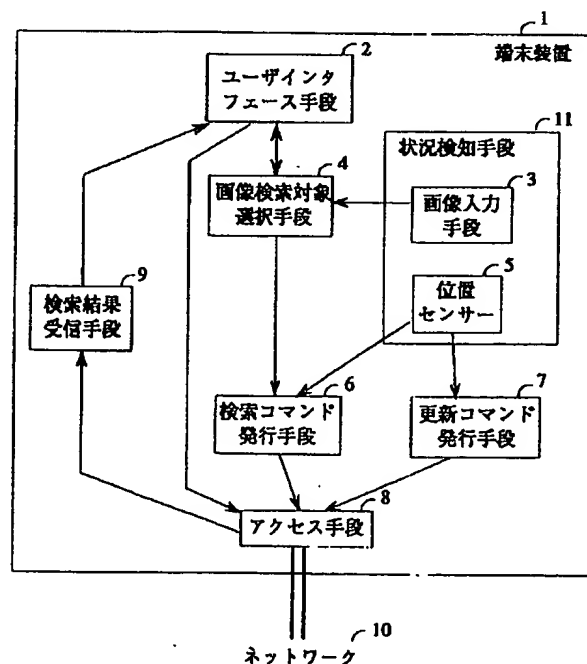 1
端末装置
2
ユーザインタ
フェース手段
11
状況検知手段
4
画像検索対象
選択手段
3
画像入力
手段
5
位置
センサー
9
検索結果
受信手段
6
検索コマンド
発行手段
7
更新コマンド
発行手段
8
アクセス手段
10
ネットワーク